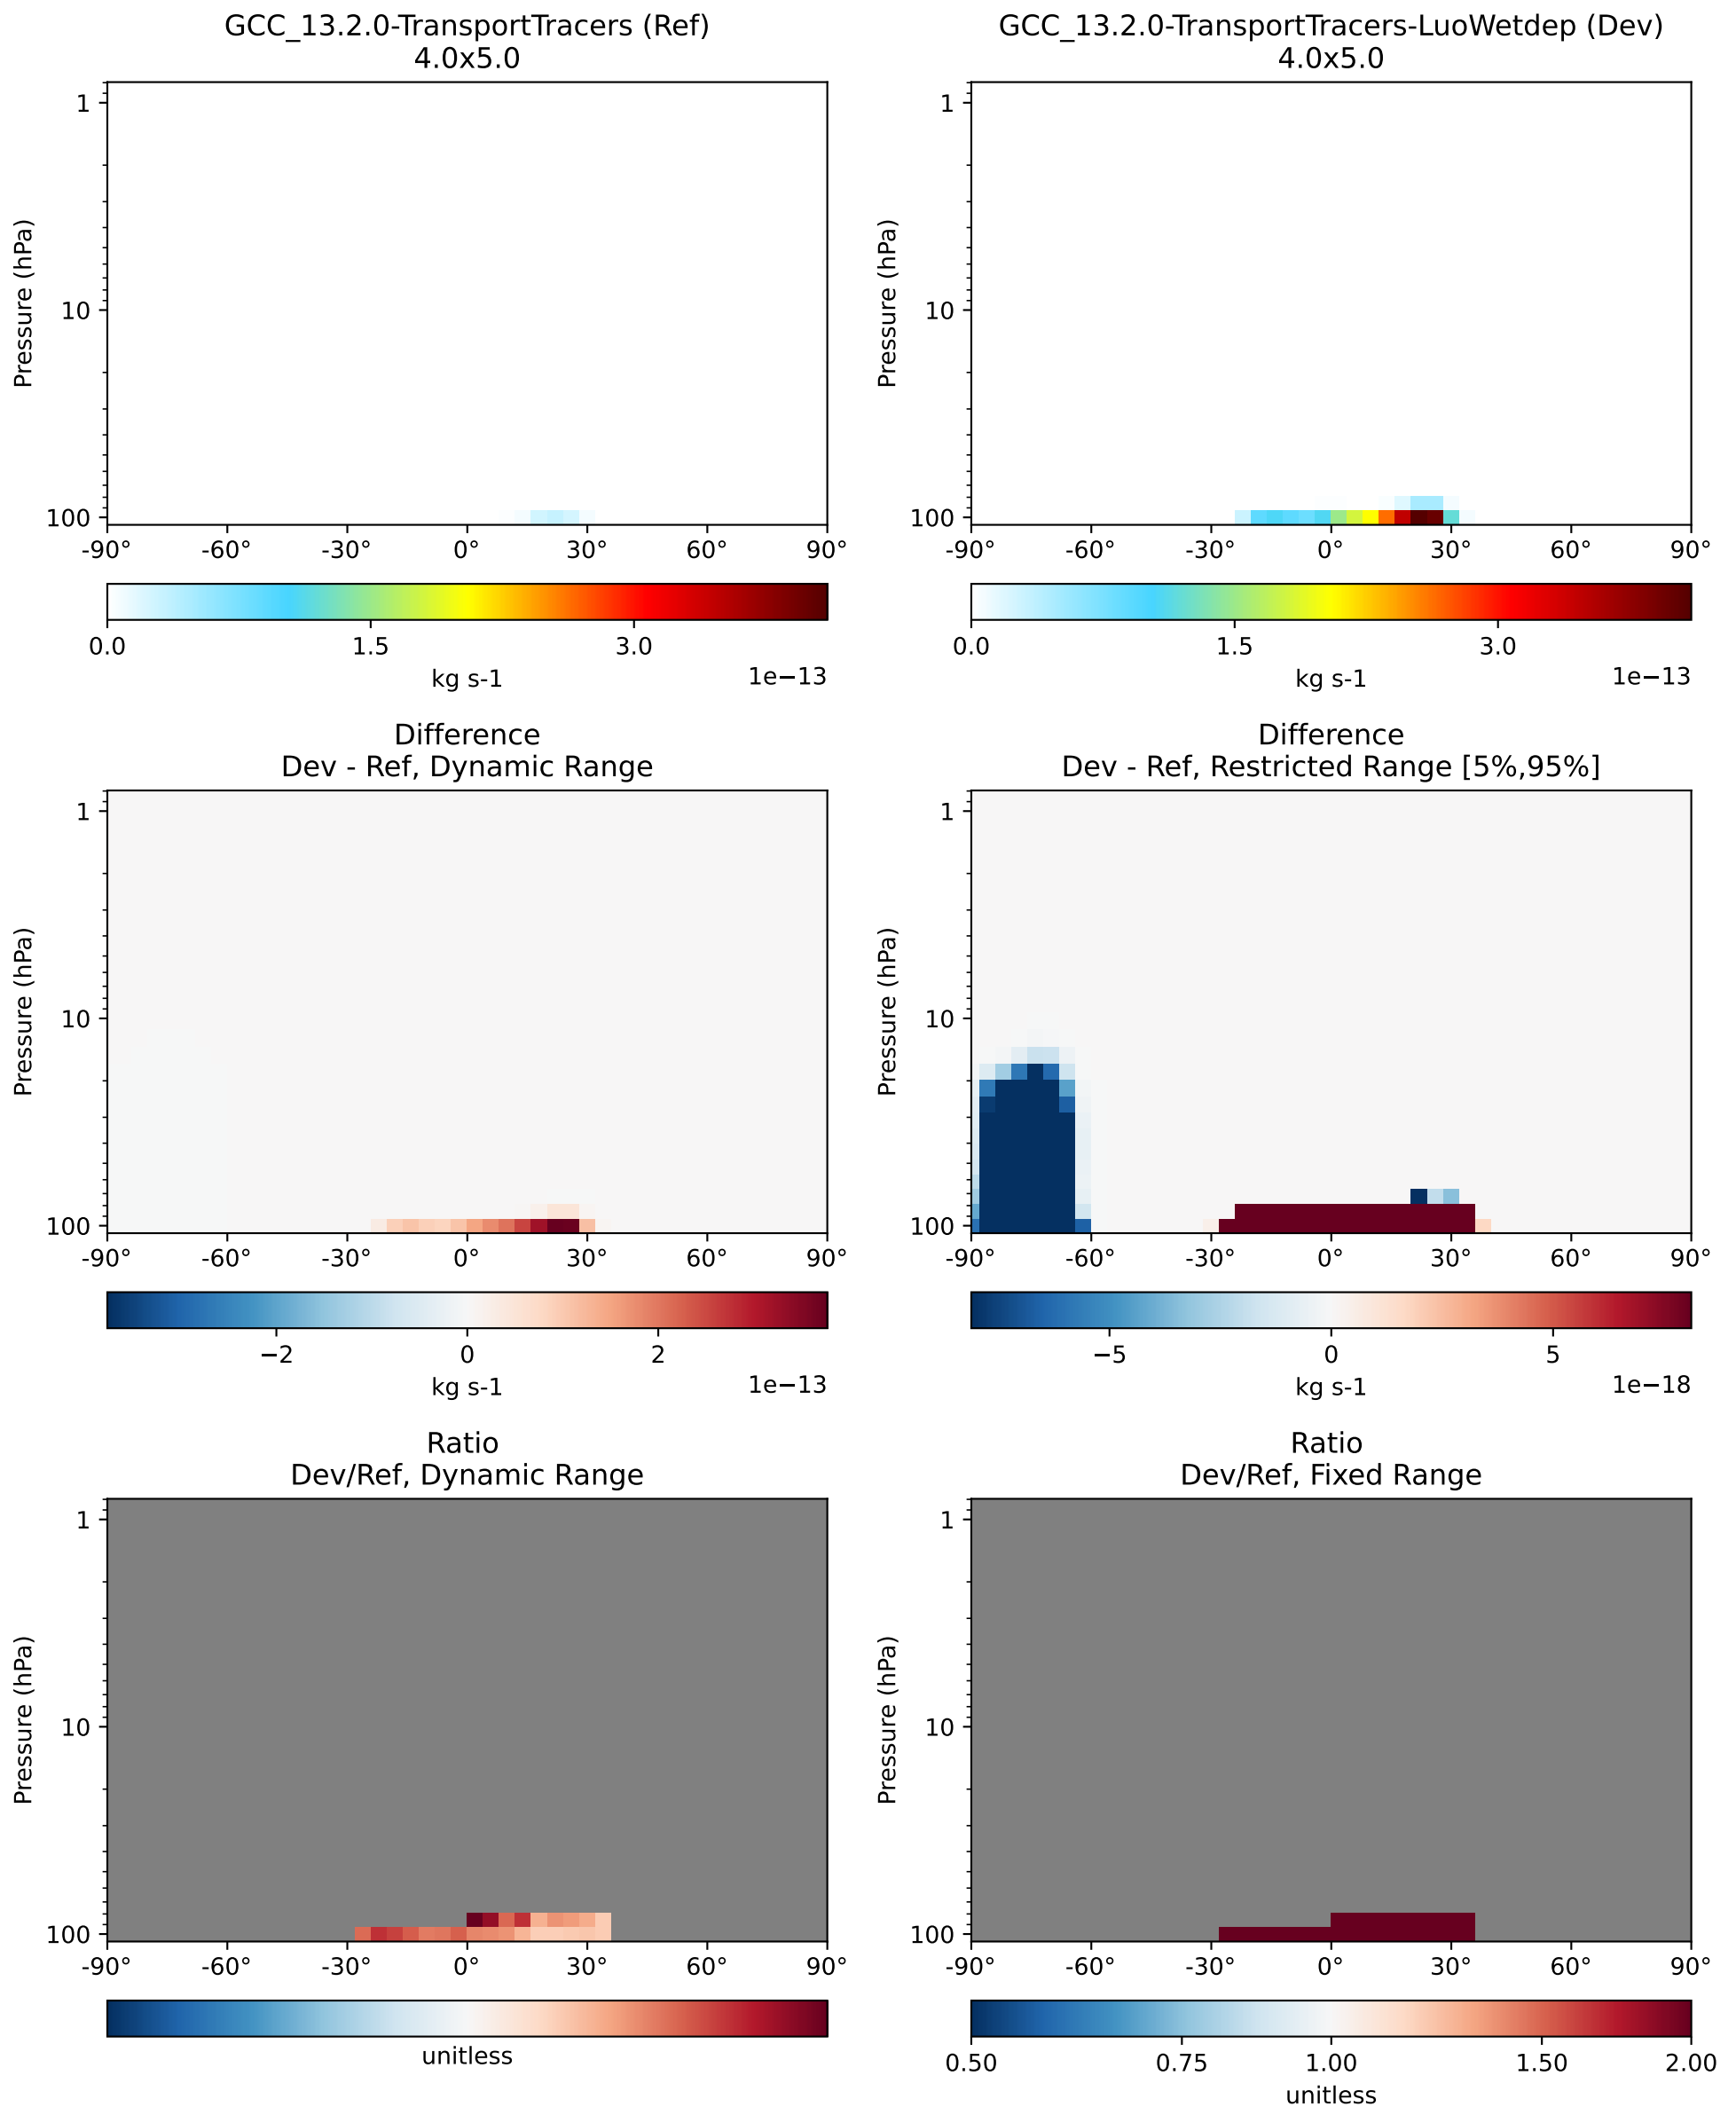 GCC_13.2.0-TransportTracers (Ref)
4.0x5.0
Pressure (hPa)
1
10
100
-90° -60° -30° 0° 30° 60° 90°
0.0 1.5 3.0
kg s-1
1e−13
GCC_13.2.0-TransportTracers-LuoWetdep (Dev)
4.0x5.0
Pressure (hPa)
1
10
100
-90° -60° -30° 0° 30° 60° 90°
0.0 1.5 3.0
kg s-1
1e−13
Difference
Dev - Ref, Dynamic Range
Pressure (hPa)
1
10
100
-90° -60° -30° 0° 30° 60° 90°
−2 0 2
kg s-1
1e−13
Difference
Dev - Ref, Restricted Range [5%,95%]
Pressure (hPa)
1
10
100
-90° -60° -30° 0° 30° 60° 90°
−5 0 5
kg s-1
1e−18
Ratio
Dev/Ref, Dynamic Range
Pressure (hPa)
1
10
100
-90° -60° -30° 0° 30° 60° 90°
unitless
Ratio
Dev/Ref, Fixed Range
Pressure (hPa)
1
10
100
-90° -60° -30° 0° 30° 60° 90°
0.50 0.75 1.00 1.50 2.00
unitless